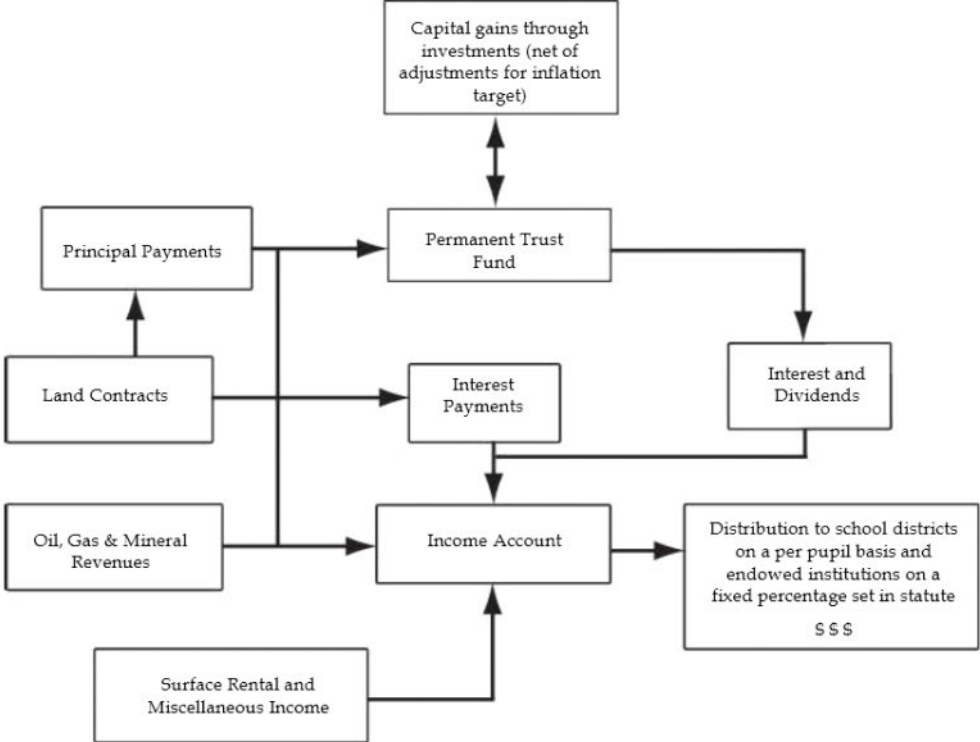 Capital gains through
investments (net of
adjustments for inflation
target)
Principal Payments
Permanent Trust
Fund
Land Contracts
Interest
Payments
Interest and
Dividends
Oil, Gas & Mineral
Revenues
Income Account
Distribution to school districts
on a per pupil basis and
endowed institutions on a
fixed percentage set in statute
$ $ $
Surface Rental and
Miscellaneous Income